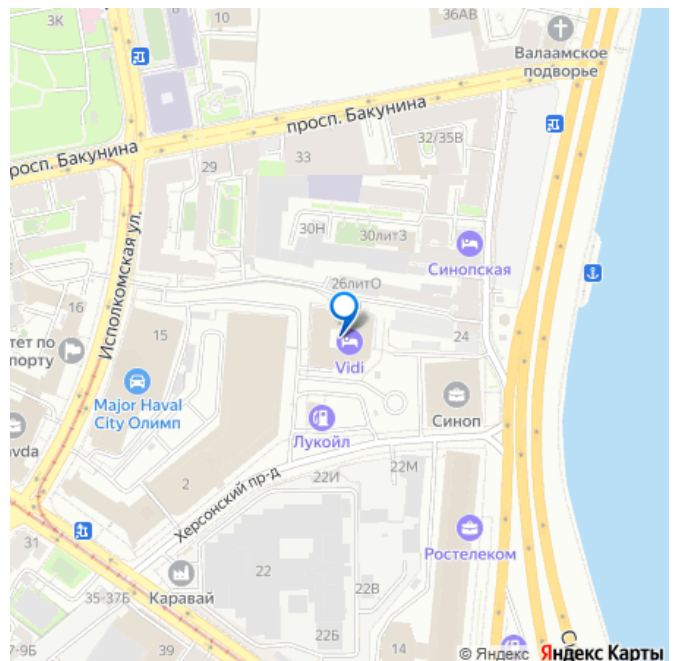 3К
8
10
36АВ
Валаамское
подворье
просп. Бакунина
32/35В
просп. Бакунина
33
29
Исполкомская ул.
30Н
30литЗ
Синопская
26литО
16
15
24
Vidi
Major Haval
City Олимп
Синоп
Лукойл
2
Херсонский пр-д
22И
22М
31
Ростелеком
22
Каравай
35-37Б
22В
22Б
14
39
© Яндекс Яндекс Карты